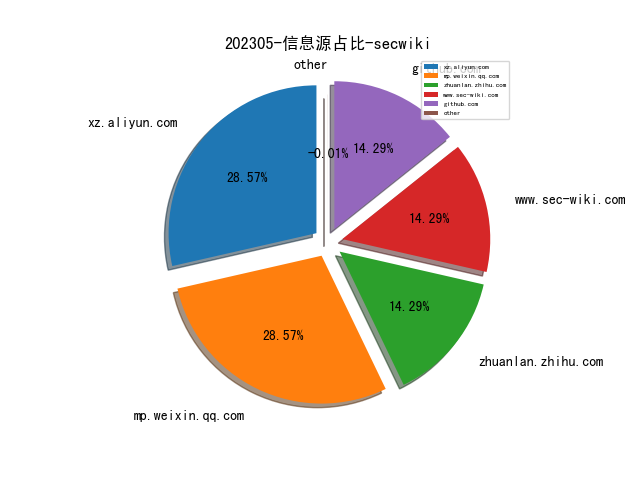 202305-信息源占比-secwiki
other
github.com
xz.aliyun.com
mp.weixin.qq.com
zhuanlan.zhihu.com
www.sec-wiki.com
github.com
other
xz.aliyun.com
-0.01%
14.29%
28.57%
www.sec-wiki.com
14.29%
14.29%
28.57%
zhuanlan.zhihu.com
mp.weixin.qq.com